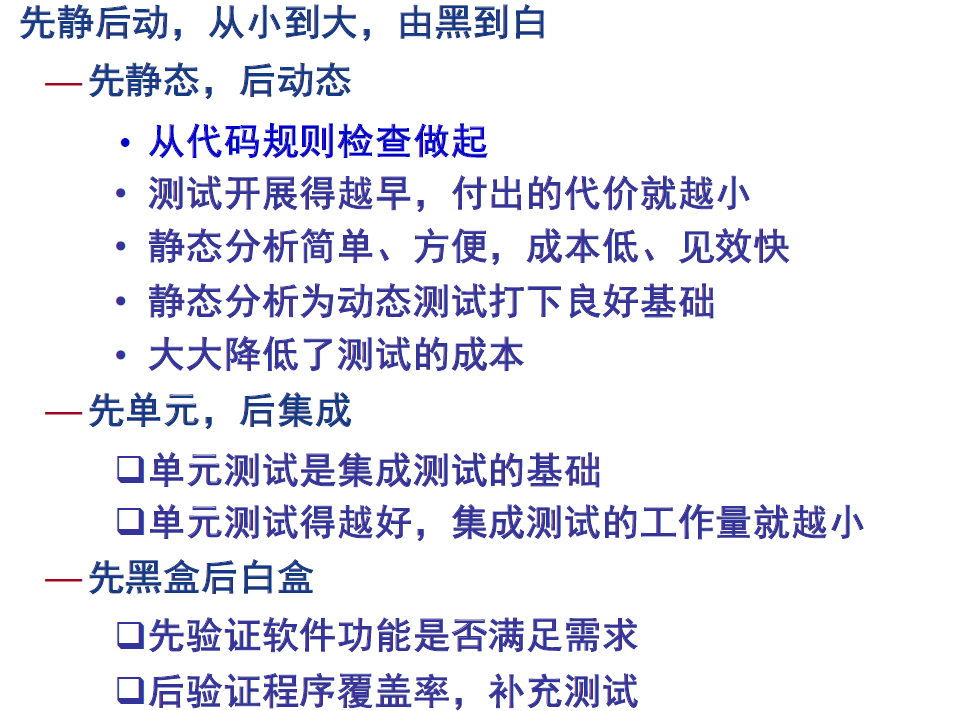 先静后动，从小到大，由黑到白
—先静态，后动态
•从代码规则检查做起
•测试开展得越早，付出的代价就越小
•静态分析简单、方便，成本低、见效快
•静态分析为动态测试打下良好基础
•大大降低了测试的成本
—先单元，后集成
❑单元测试是集成测试的基础
❑单元测试得越好，集成测试的工作量就越小
—先黑盒后白盒
❑先验证软件功能是否满足需求
❑后验证程序覆盖率，补充测试